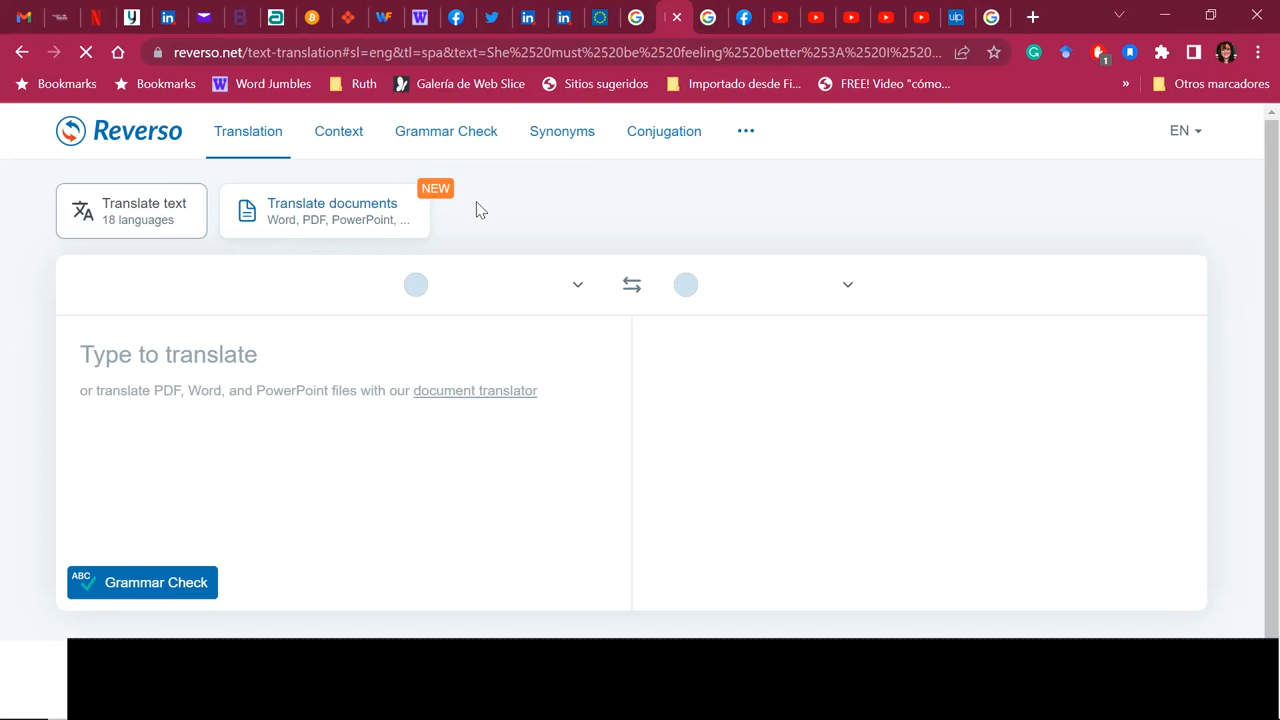 reverso.net/text-translation#sl=eng&tl=spa&text=She%2520must%2520be%2520feeling%2520better%253A%2520I%2520...
1
Bookmarks
Bookmarks
Word Jumbles
Ruth
Galería de Web Slice
Sitios sugeridos
Importado desde Fi...
FREE! Video "cómo...
»
Otros marcadores
Reverso
Translation
Context
Grammar Check
Synonyms
Conjugation
EN
Translate text
18 languages
Translate documents
Word, PDF, PowerPoint, ...
NEW
Type to translate
or translate PDF, Word, and PowerPoint files with our document translator
ABC
Grammar Check